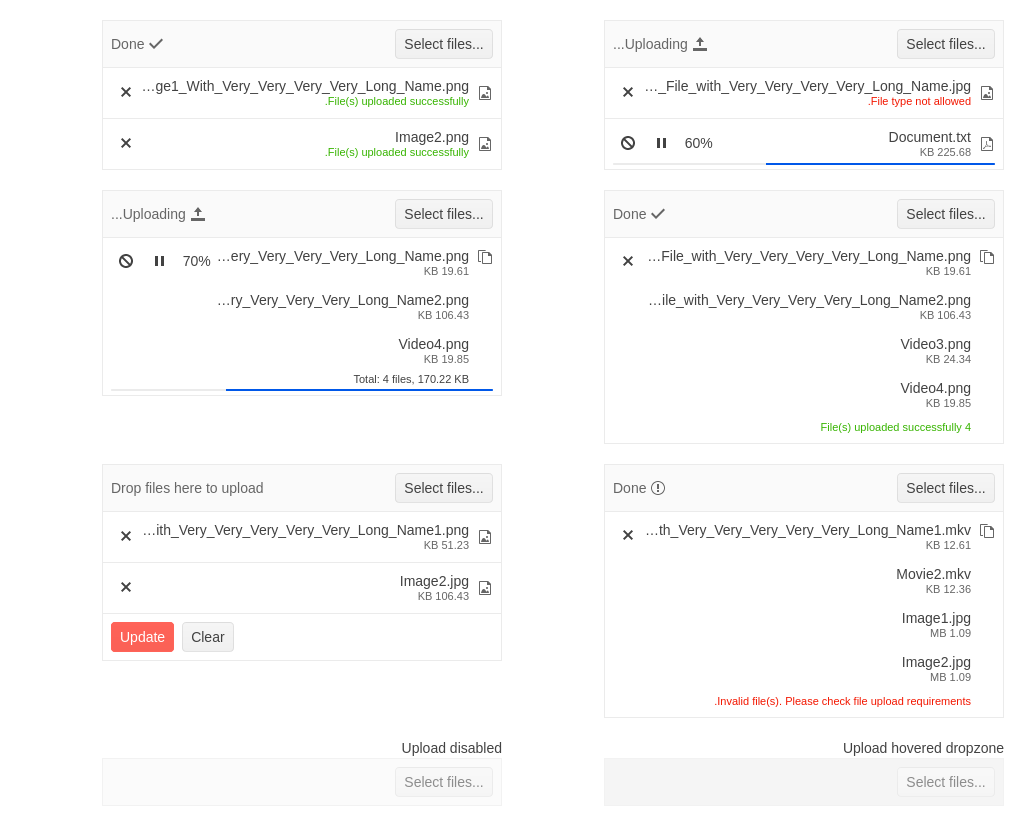 Done Select files...
...ge1_With_Very_Very_Very_Very_Long_Name.png
.File(s) uploaded successfully
Image2.png
.File(s) uploaded successfully
...Uploading Select files...
..._File_with_Very_Very_Very_Very_Long_Name.jpg
.File type not allowed
60% Document.txt
KB 225.68
...Uploading Select files...
70% ...ery_Very_Very_Very_Long_Name.png
KB 19.61
...ry_Very_Very_Very_Long_Name2.png
KB 106.43
Video4.png
KB 19.85
Total: 4 files, 170.22 KB
Done Select files...
...File_with_Very_Very_Very_Very_Long_Name.png
KB 19.61
...ile_with_Very_Very_Very_Very_Long_Name2.png
KB 106.43
Video3.png
KB 24.34
Video4.png
KB 19.85
File(s) uploaded successfully 4
Drop files here to upload Select files...
...ith_Very_Very_Very_Very_Very_Long_Name1.png
KB 51.23
Image2.jpg
KB 106.43
Update Clear
Done Select files...
...th_Very_Very_Very_Very_Very_Long_Name1.mkv
KB 12.61
Movie2.mkv
KB 12.36
Image1.jpg
MB 1.09
Image2.jpg
MB 1.09
.Invalid file(s). Please check file upload requirements
Upload disabled
Select files...
Upload hovered dropzone
Select files...